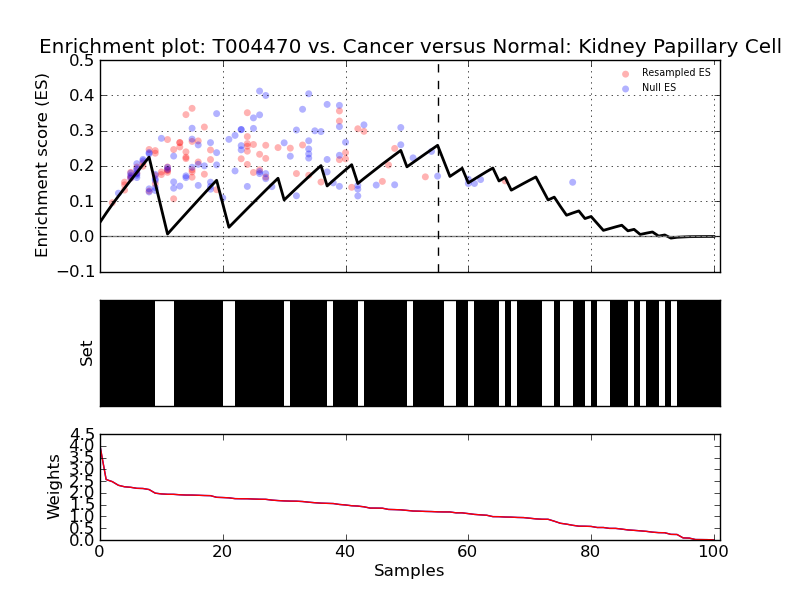 Enrichment plot: T004470 vs. Cancer versus Normal: Kidney Papillary Cell
Enrichment score (ES)
0.5
0.4
0.3
0.2
0.1
0.0
−0.1
Resampled ES
Null ES
Set
Weights
4.5
4.0
3.5
3.0
2.5
2.0
1.5
1.0
0.5
0.0
0 20 40 60 80 100
Samples